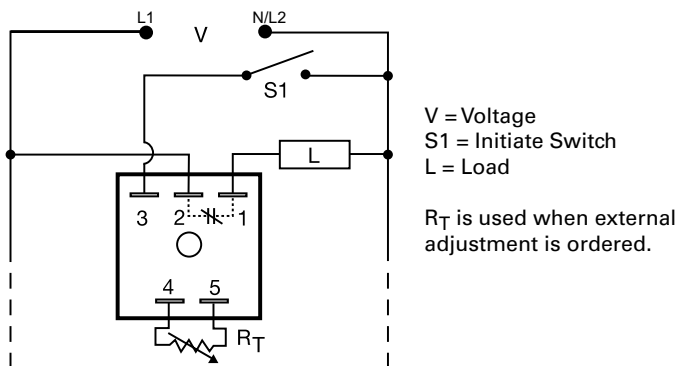 L1 V N/L2
S1
L
3 2 1
4 5
RT
V = Voltage
S1 = Initiate Switch
L = Load
RT is used when external
adjustment is ordered.